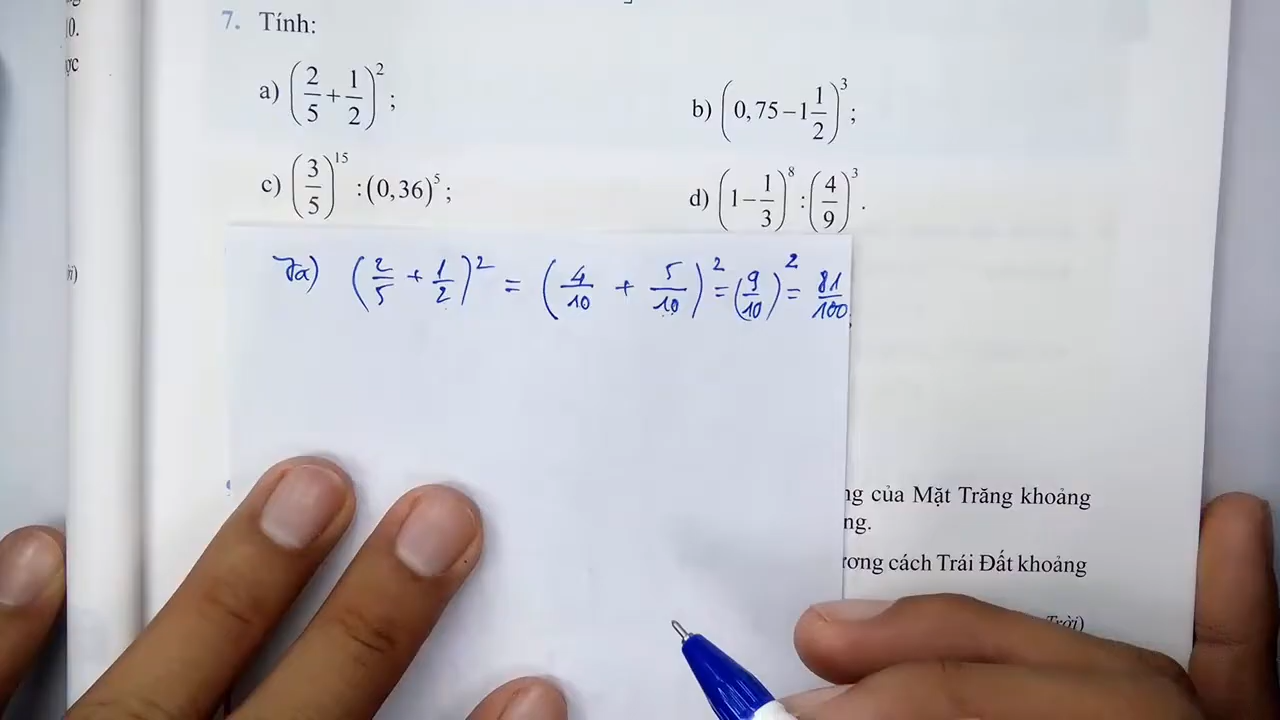 0.
ực
7. Tính:
a) (2/5 + 1/2)^2;
b) (0,75 – 1 1/2)^3;
c) (3/5)^15 : (0,36)^5;
d) (1 – 1/3)^8 : (4/9)^3.
7a) (2/5 + 1/2)^2 = (4/10 + 5/10)^2 = (9/10)^2 = 81/100
ng của Mặt Trăng khoảng
ng.
ương cách Trái Đất khoảng
Trời)